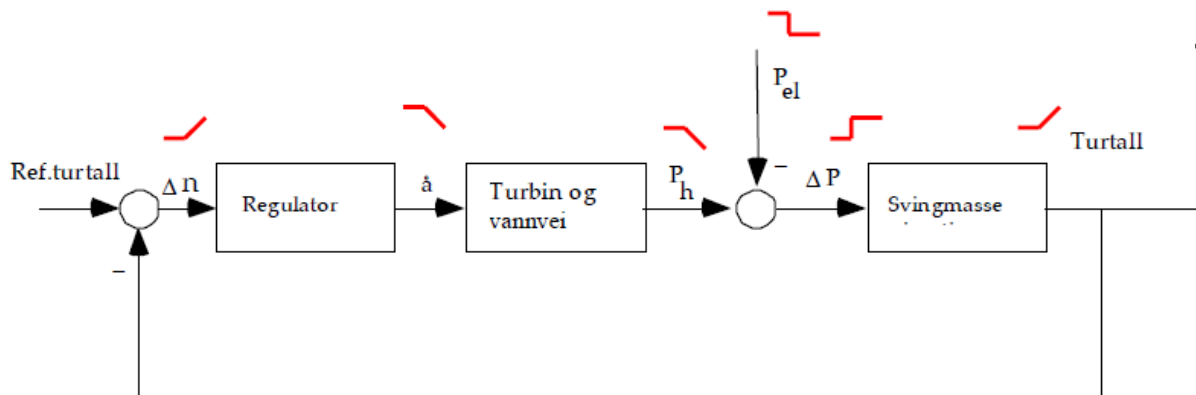 P
el
Turtall
Ref.turtall
Δ n
å
P
h
Δ P
Regulator
Turbin og
vannvei
Svingmasse
−
−